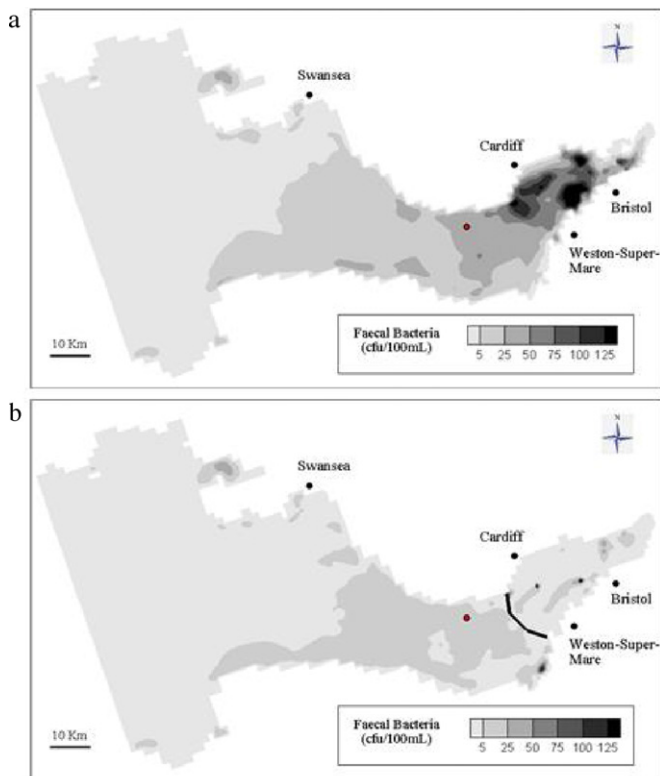 a
N
Swansea
Cardiff
Bristol
Weston-Super-
Mare
10 Km
Faecal Bacteria
(cfu/100mL)
5 25 50 75 100 125
b
N
Swansea
Cardiff
Bristol
Weston-Super-
Mare
10 Km
Faecal Bacteria
(cfu/100mL)
5 25 50 75 100 125